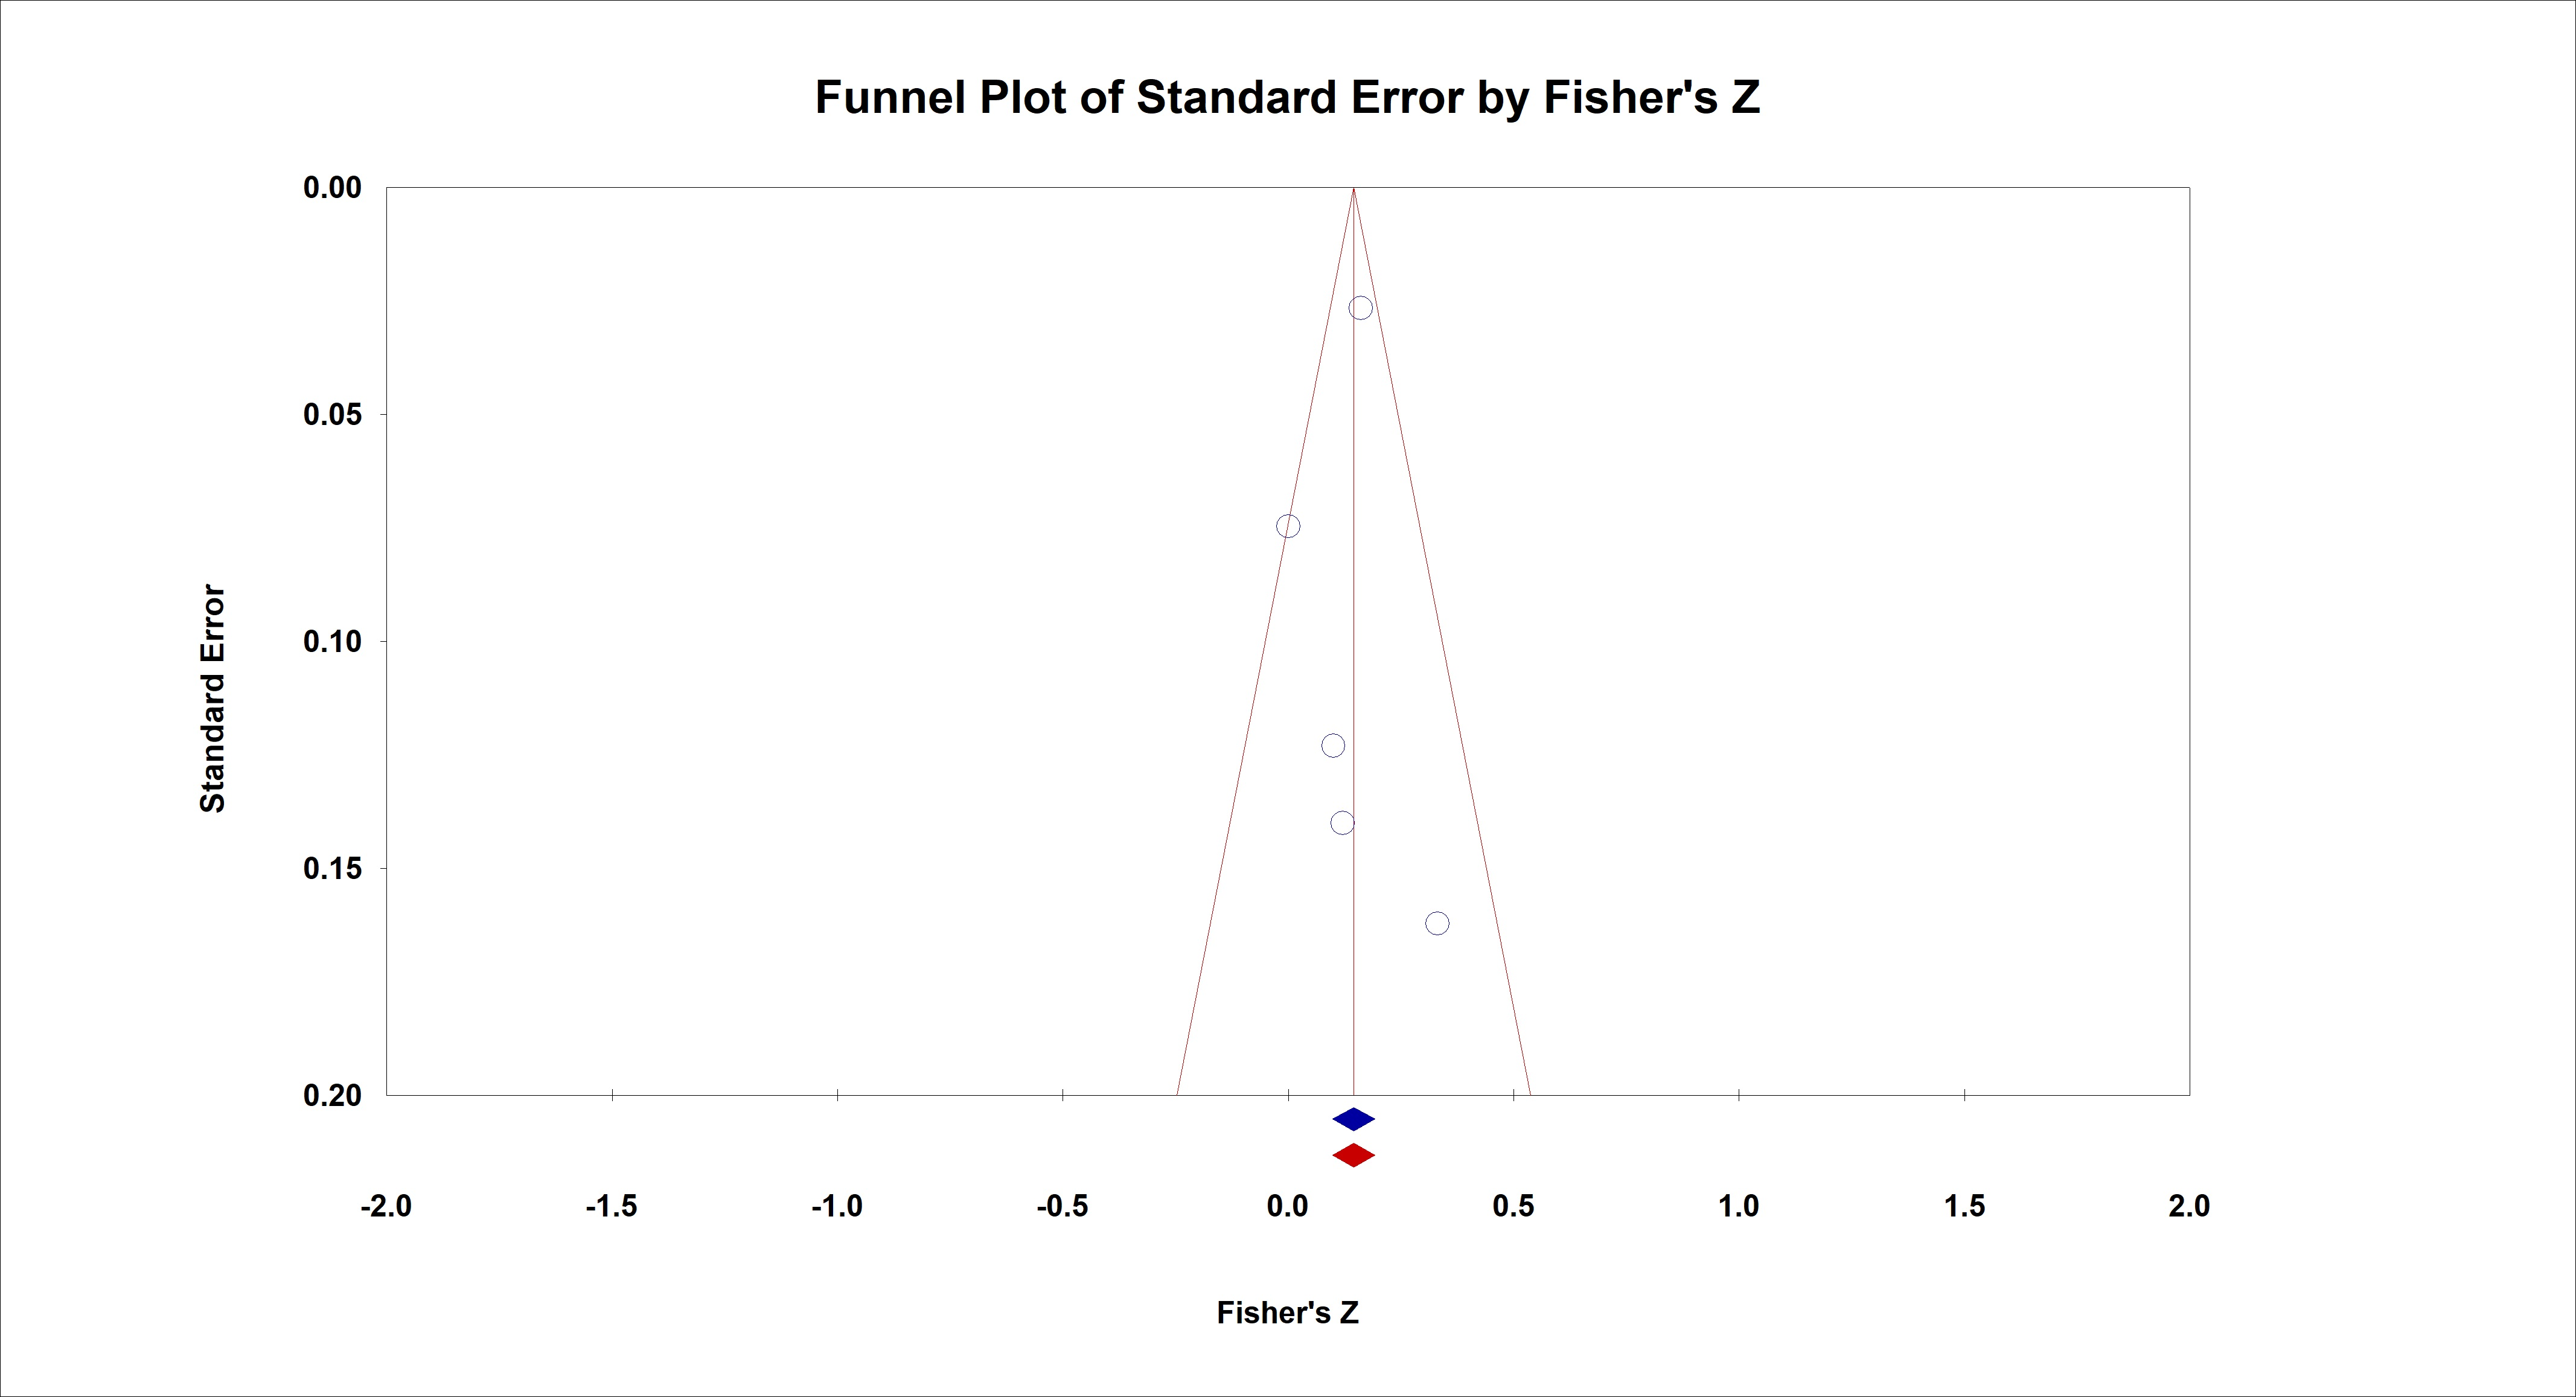 Funnel Plot of Standard Error by Fisher's Z
0.00
0.05
0.10
0.15
0.20
Standard Error
-2.0 -1.5 -1.0 -0.5 0.0 0.5 1.0 1.5 2.0
Fisher's Z